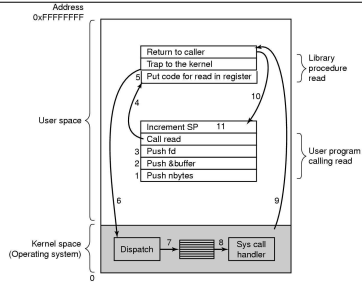 Address
0xFFFFFFFF
Return to caller
Trap to the kernel
5 Put code for read in register
Library
procedure
read
4
10
User space
Increment SP 11
Call read
3 Push fd
2 Push &buffer
1 Push nbytes
User program
calling read
6
9
Kernel space
(Operating system)
Dispatch
7
8
Sys call
handler
0